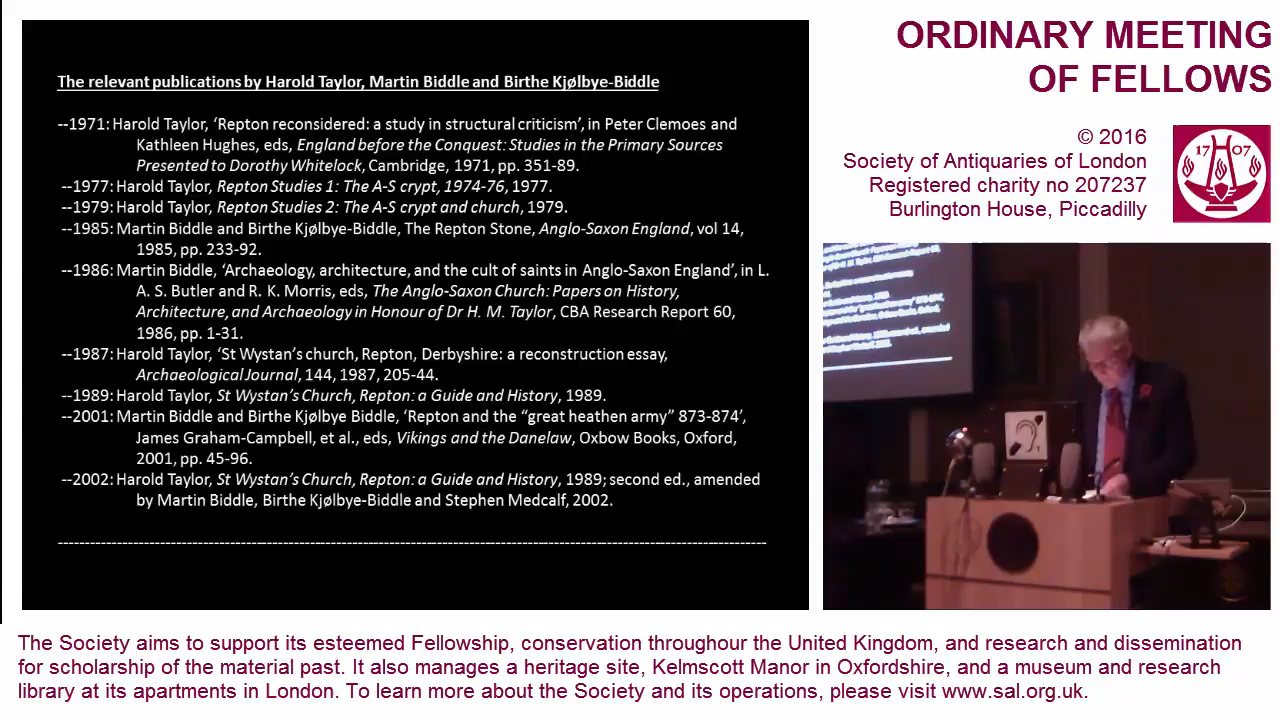 The relevant publications by Harold Taylor, Martin Biddle and Birthe Kjølbye-Biddle
--1971: Harold Taylor, ‘Repton reconsidered: a study in structural criticism’, in Peter Clemoes and
Kathleen Hughes, eds, England before the Conquest: Studies in the Primary Sources
Presented to Dorothy Whitelock, Cambridge, 1971, pp. 351-89.
--1977: Harold Taylor, Repton Studies 1: The A-S crypt, 1974-76, 1977.
--1979: Harold Taylor, Repton Studies 2: The A-S crypt and church, 1979.
--1985: Martin Biddle and Birthe Kjølbye-Biddle, The Repton Stone, Anglo-Saxon England, vol 14,
1985, pp. 233-92.
--1986: Martin Biddle, ‘Archaeology, architecture, and the cult of saints in Anglo-Saxon England’, in L.
A. S. Butler and R. K. Morris, eds, The Anglo-Saxon Church: Papers on History,
Architecture, and Archaeology in Honour of Dr H. M. Taylor, CBA Research Report 60,
1986, pp. 1-31.
--1987: Harold Taylor, ‘St Wystan’s church, Repton, Derbyshire: a reconstruction essay,
Archaeological Journal, 144, 1987, 205-44.
--1989: Harold Taylor, St Wystan’s Church, Repton: a Guide and History, 1989.
--2001: Martin Biddle and Birthe Kjølbye Biddle, ‘Repton and the “great heathen army” 873-874’,
James Graham-Campbell, et al., eds, Vikings and the Danelaw, Oxbow Books, Oxford,
2001, pp. 45-96.
--2002: Harold Taylor, St Wystan’s Church, Repton: a Guide and History, 1989; second ed., amended
by Martin Biddle, Birthe Kjølbye-Biddle and Stephen Medcalf, 2002.
ORDINARY MEETING
OF FELLOWS
© 2016
Society of Antiquaries of London
Registered charity no 207237
Burlington House, Piccadilly
1707
The Society aims to support its esteemed Fellowship, conservation throughour the United Kingdom, and research and dissemination
for scholarship of the material past. It also manages a heritage site, Kelmscott Manor in Oxfordshire, and a museum and research
library at its apartments in London. To learn more about the Society and its operations, please visit www.sal.org.uk.